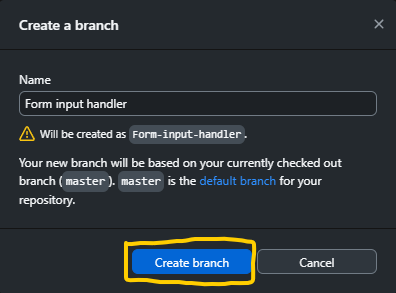 Create a branch
Name
Form input handler
Will be created as Form-input-handler.
Your new branch will be based on your currently checked out
branch (master). master is the default branch for your
repository.
Create branch
Cancel